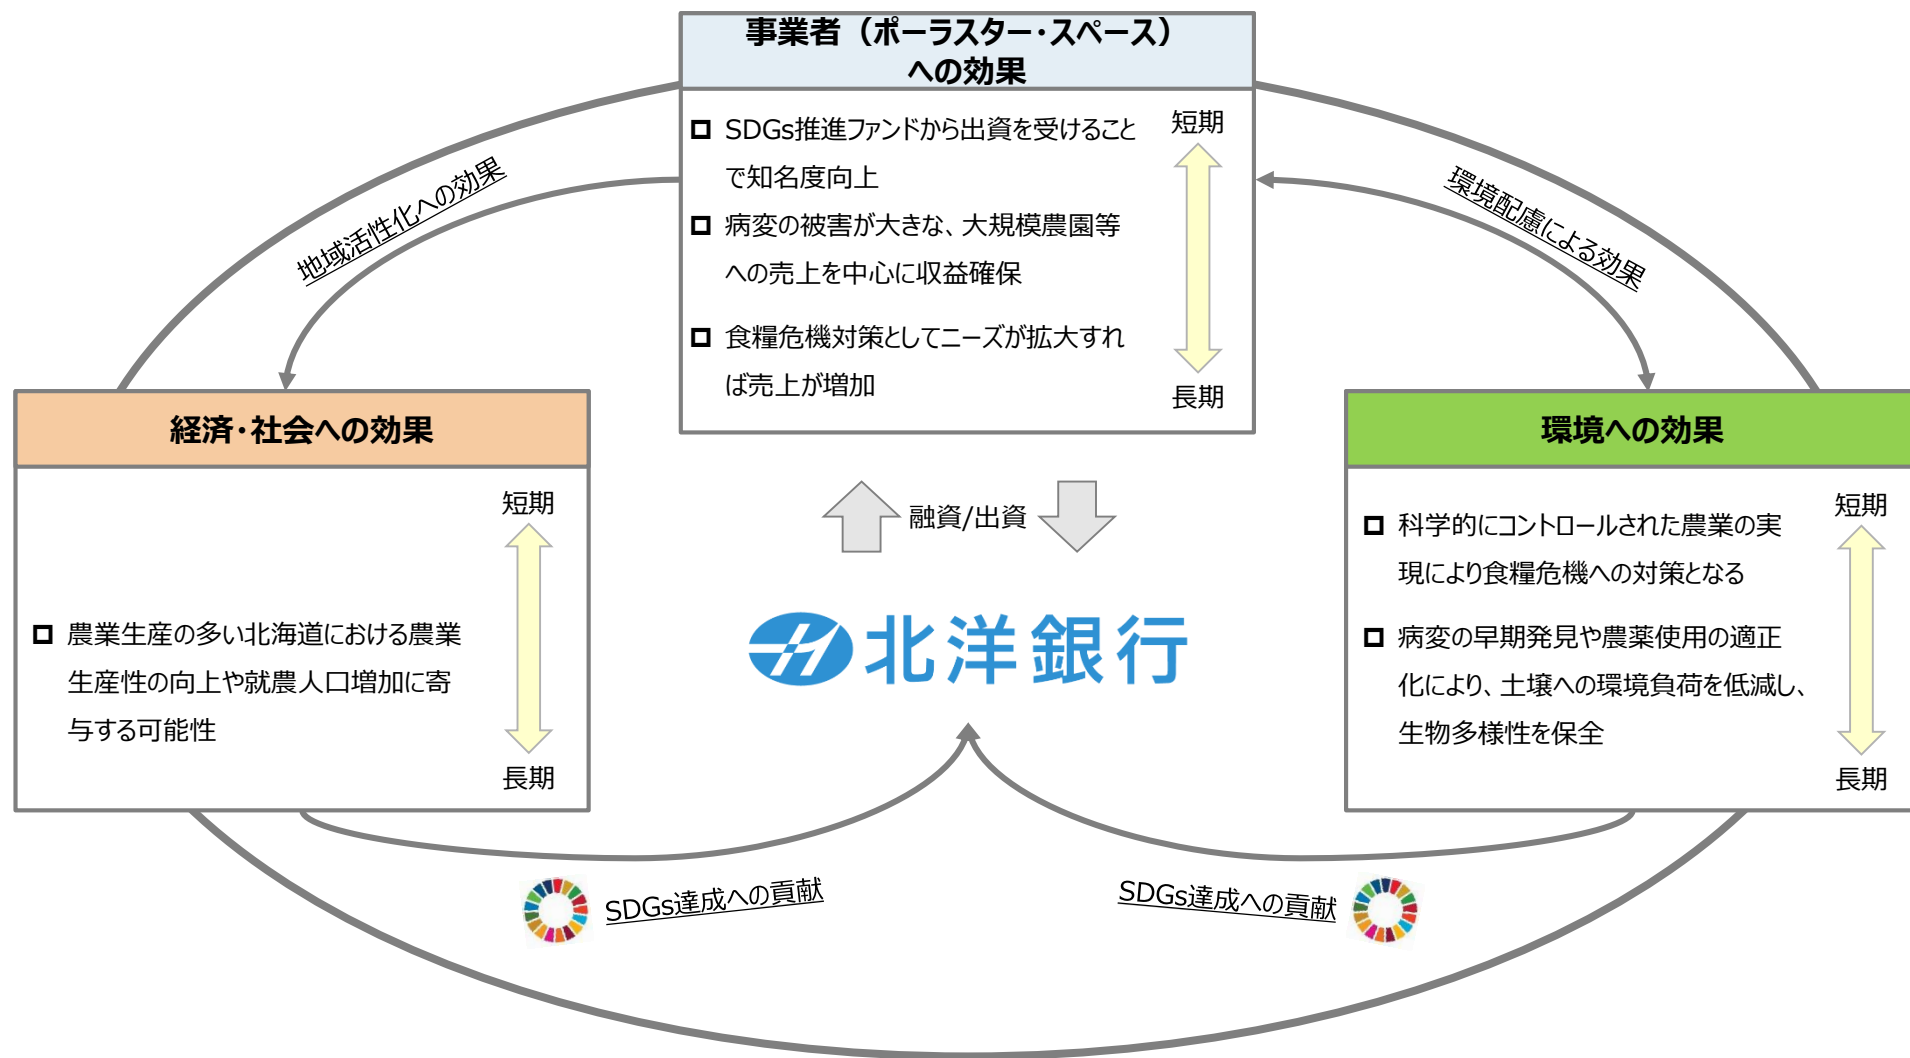 事業者（ポーラスター・スペース）
への効果
SDGs推進ファンドから出資を受けること
で知名度向上
病変の被害が大きな、大規模農園等
への売上を中心に収益確保
食糧危機対策としてニーズが拡大すれ
ば売上が増加
短期
長期
地域活性化への効果
環境配慮による効果
経済・社会への効果
短期
農業生産の多い北海道における農業
生産性の向上や就農人口増加に寄
与する可能性
長期
融資/出資
北洋銀行
環境への効果
短期
科学的にコントロールされた農業の実
現により食糧危機への対策となる
病変の早期発見や農薬使用の適正
化により、土壌への環境負荷を低減し、
生物多様性を保全
長期
SDGs達成への貢献
SDGs達成への貢献